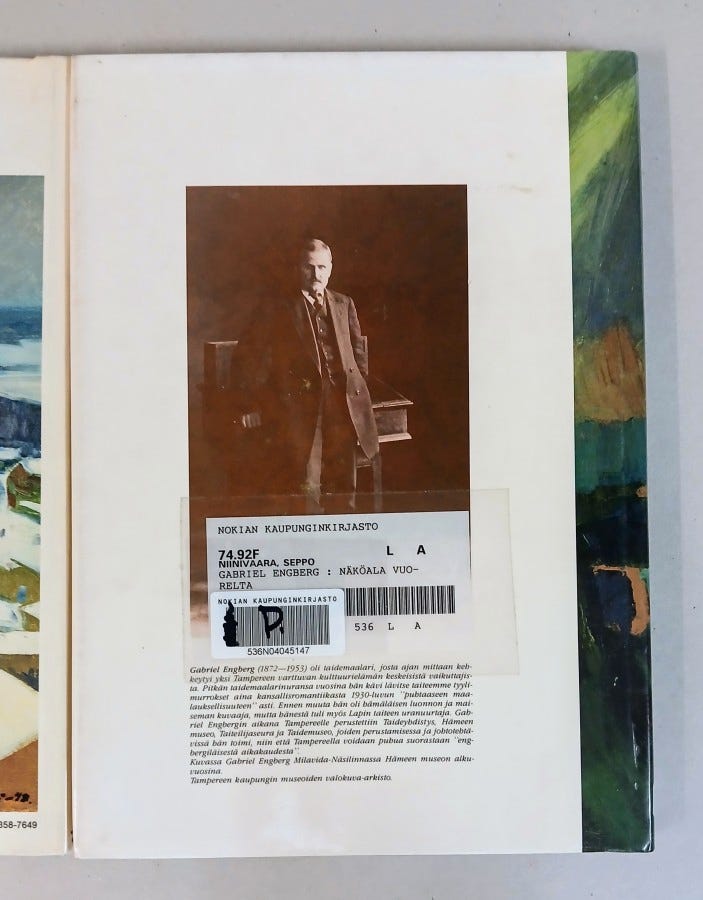 NOKIAN KAUPUNGINKIRJASTO
74.92F L A
NIINIVAARA, SEPPO
GABRIEL ENGBERG : NÄKÖALA VUO-
RELTA
NOKIAN KAUPUNGINKIRJASTO
P.
536N04045147
536 L A
Gabriel Engberg (1872—1953) oli taidemaalari, josta ajan mittaan keh-
keytyi yksi Tampereen varttuvan kulttuurielämän keskeisistä vaikuttajis-
ta. Pitkän taidemaalarinuransa vuosina hän kävi lävitse taiteemme tyyli-
murrokset aina kansallisromantiikasta 1930-luvun "puhtaaseen maa-
lauksellisuuteen" asti. Ennen muuta hän oli hämäläisen luonnon ja mai-
seman kuvaaja, mutta hänestä tuli myös Lapin taiteen uranuurtaja. Gab-
riel Engbergin aikana Tampereelle perustettiin Taideyhdistys, Hämeen
museo, Taiteilijaseura ja Taidemuseo, joiden perustamisessa ja johtotehtä-
vissä hän toimi, niin että Tampereella voidaan puhua suorastaan "eng-
bergiläisestä aikakaudesta".
Kuvassa Gabriel Engberg Milavida-Näsilinnassa Hämeen museon alku-
vuosina.
Tampereen kaupungin museoiden valokuva-arkisto.
358-7649